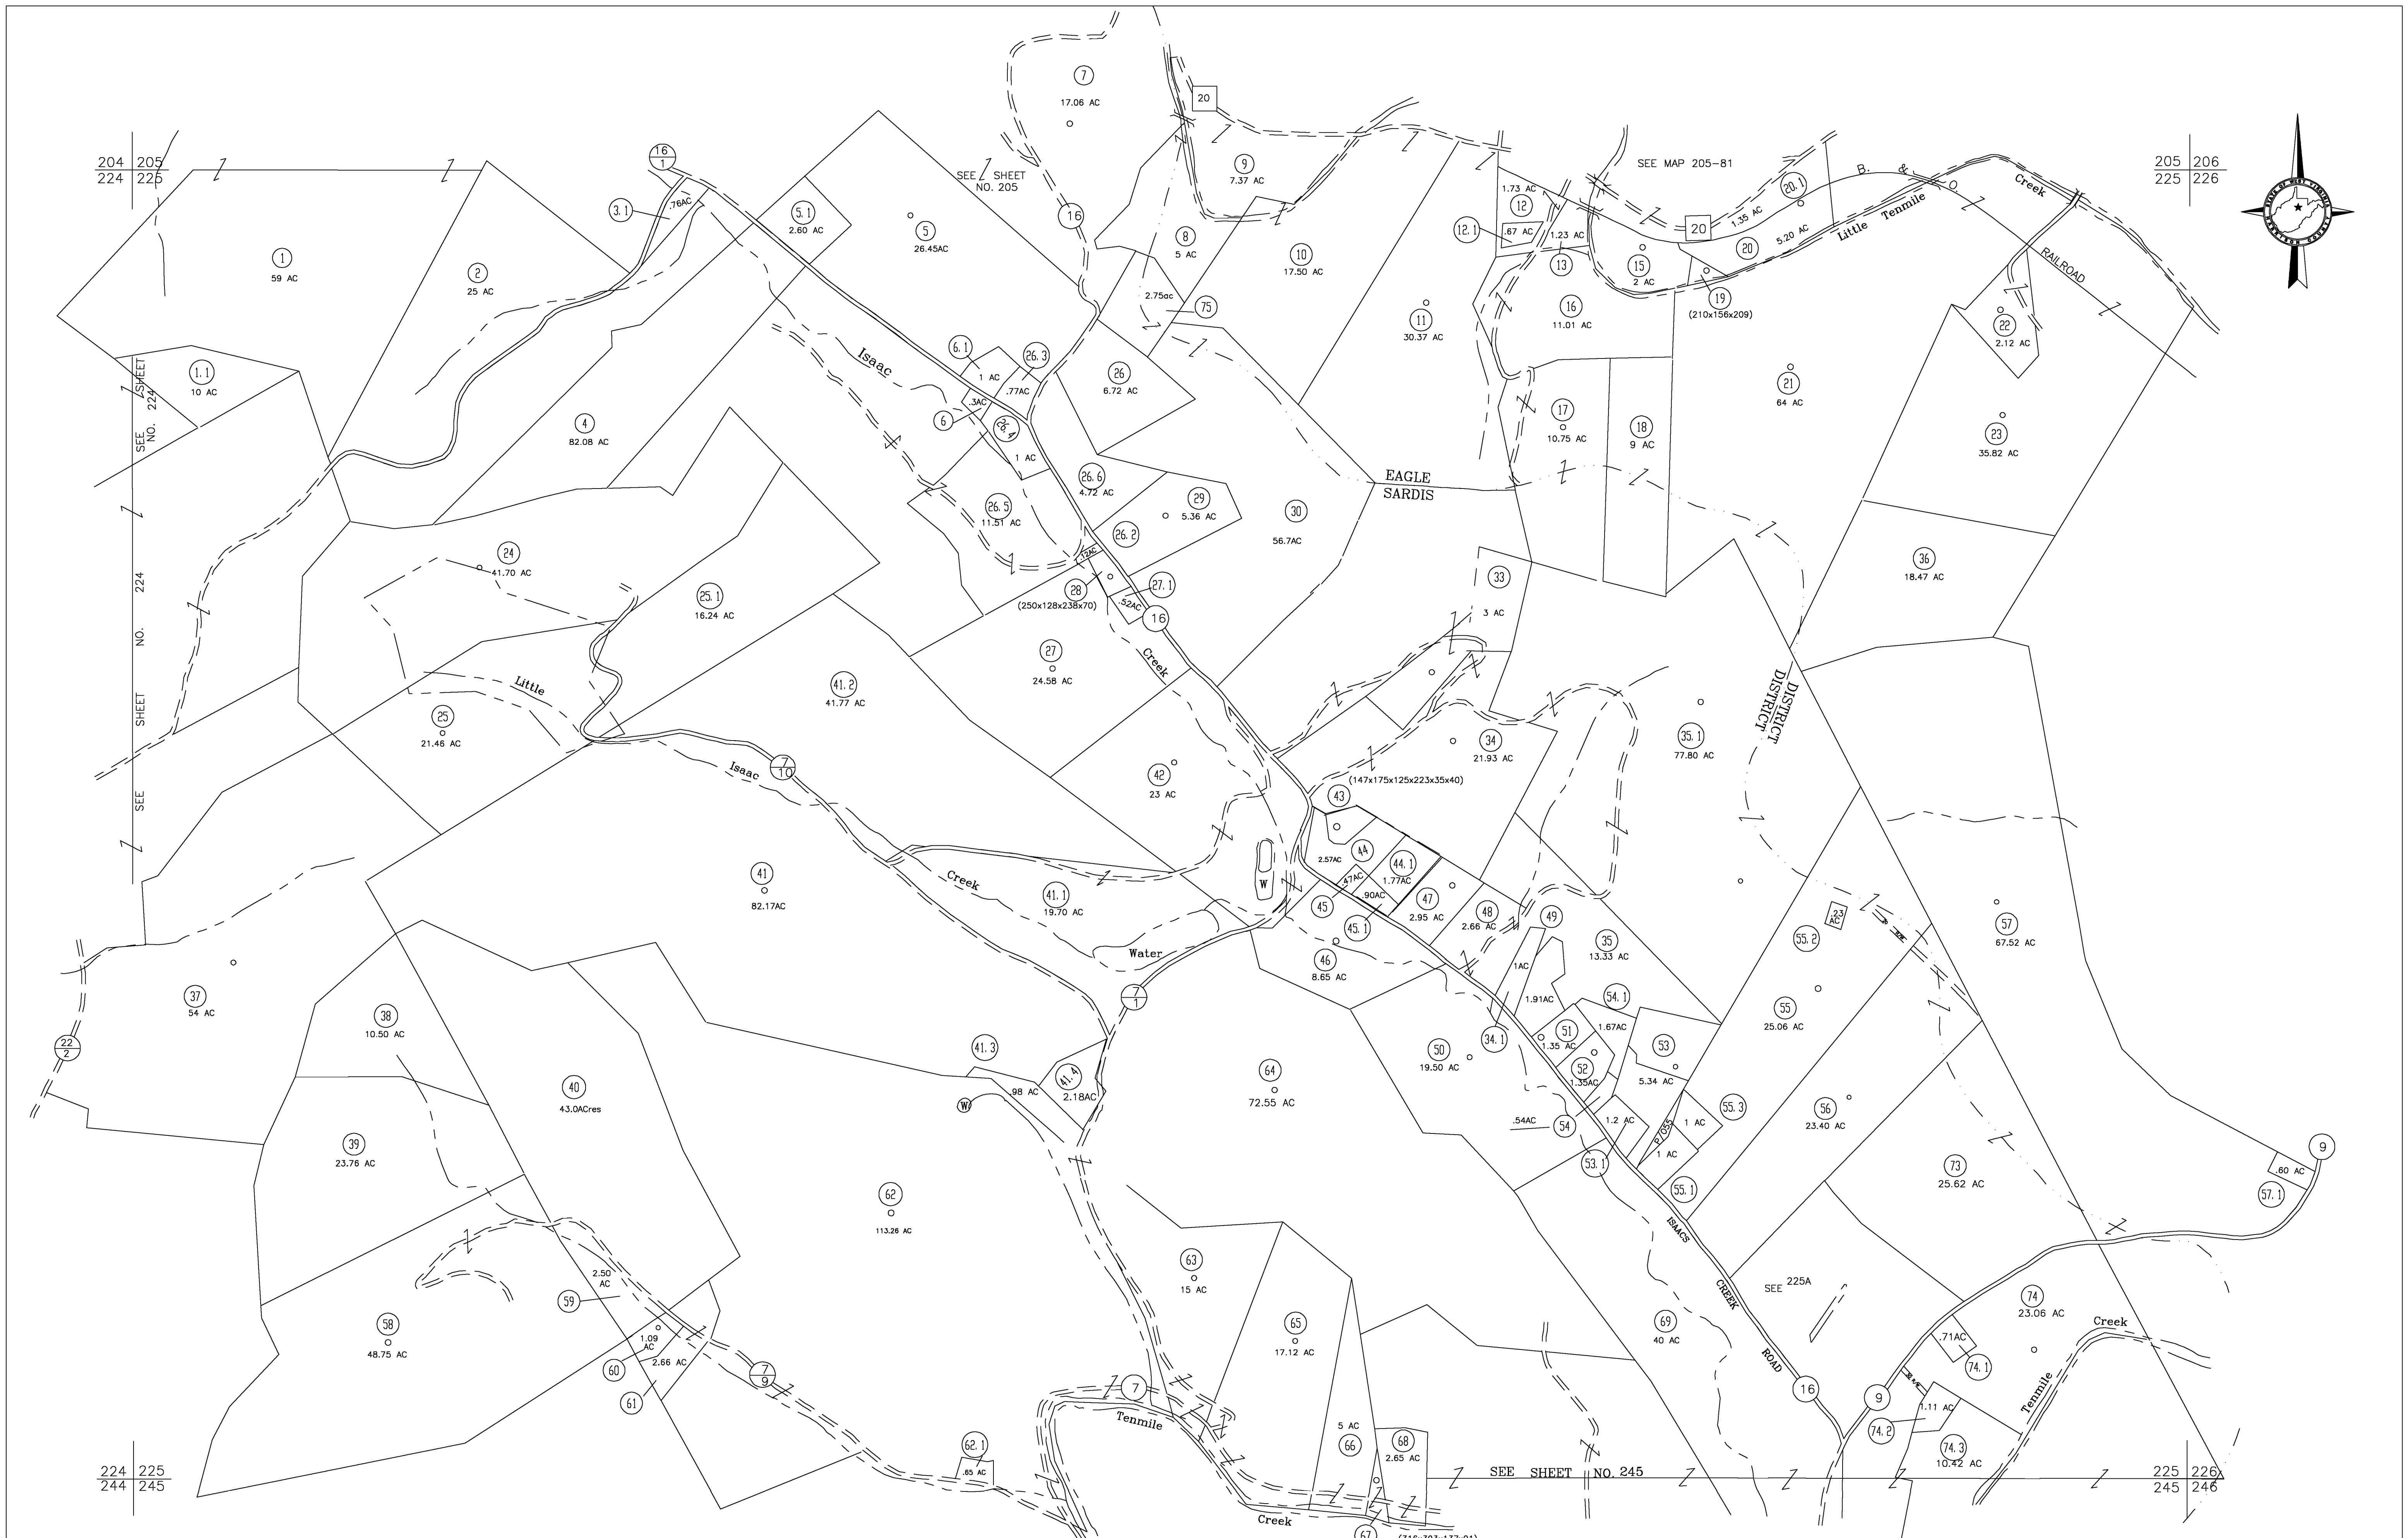 204 205
224 225
205 206
225 226
SEE MAP 205-81
SEE SHEET
NO. 205
7
17.06 AC
20
16
1
3.1
.76AC
5.1
2.60 AC
5
26.45AC
16
9
7.37 AC
8
5 AC
10
17.50 AC
1.73 AC
12
12.1
.67 AC
1.23 AC
13
15
2 AC
20
20.1
1.35 AC
20
5.20 AC
B. & O
RAILROAD
Little Tenmile
Creek
19
(210x156x209)
1
59 AC
2
25 AC
2.75ac
75
11
30.37 AC
16
11.01 AC
22
2.12 AC
1.1
10 AC
SEE SHEET
NO. 224
Isaac
6.1
1 AC
26.3
.77AC
26
6.72 AC
.3AC
6
26.4
1 AC
4
82.08 AC
17
10.75 AC
18
9 AC
21
64 AC
23
35.82 AC
EAGLE
SARDIS
26.6
4.72 AC
26.5
11.51 AC
29
5.36 AC
30
56.7AC
26.2
.12AC
28
(250x128x238x70)
27.1
.52AC
16
24
41.70 AC
25.1
16.24 AC
36
18.47 AC
33
3 AC
27
24.58 AC
Creek
41.2
41.77 AC
Little
25
21.46 AC
SEE SHEET NO. 224
7
10
Isaac
42
23 AC
34
21.93 AC
(147x175x125x223x35x40)
35.1
77.80 AC
DISTRICT
DISTRICT
43
2.57AC
44
44.1
1.77AC
.47AC
.90AC
45
45.1
47
2.95 AC
48
2.66 AC
49
W
41
82.17AC
Creek
41.1
19.70 AC
Water
46
8.65 AC
35
13.33 AC
.23
AC
55.2
57
67.52 AC
37
54 AC
22
2
38
10.50 AC
7
1
1AC
1.91AC
34.1
54.1
1.67AC
51
1.35 AC
52
1.35AC
53
5.34 AC
55
25.06 AC
50
19.50 AC
.54AC
54
1.2 AC
53.1
P/055
1 AC
55.3
1 AC
55.1
56
23.40 AC
64
72.55 AC
41.3
.98 AC
41.4
2.18AC
W
40
43.0ACres
39
23.76 AC
62
113.26 AC
73
25.62 AC
9
.60 AC
57.1
ISAACS CREEK ROAD
SEE 225A
63
15 AC
65
17.12 AC
69
40 AC
74
23.06 AC
.71AC
74.1
Creek
Tenmile
2.50
AC
59
58
48.75 AC
1.09
AC
60
2.66 AC
61
7
9
7
Tenmile
16
9
1.11 AC
74.2
74.3
10.42 AC
5 AC
66
68
2.65 AC
62.1
.85 AC
SEE SHEET NO. 245
224 225
244 245
225 226
245 246
Creek
67